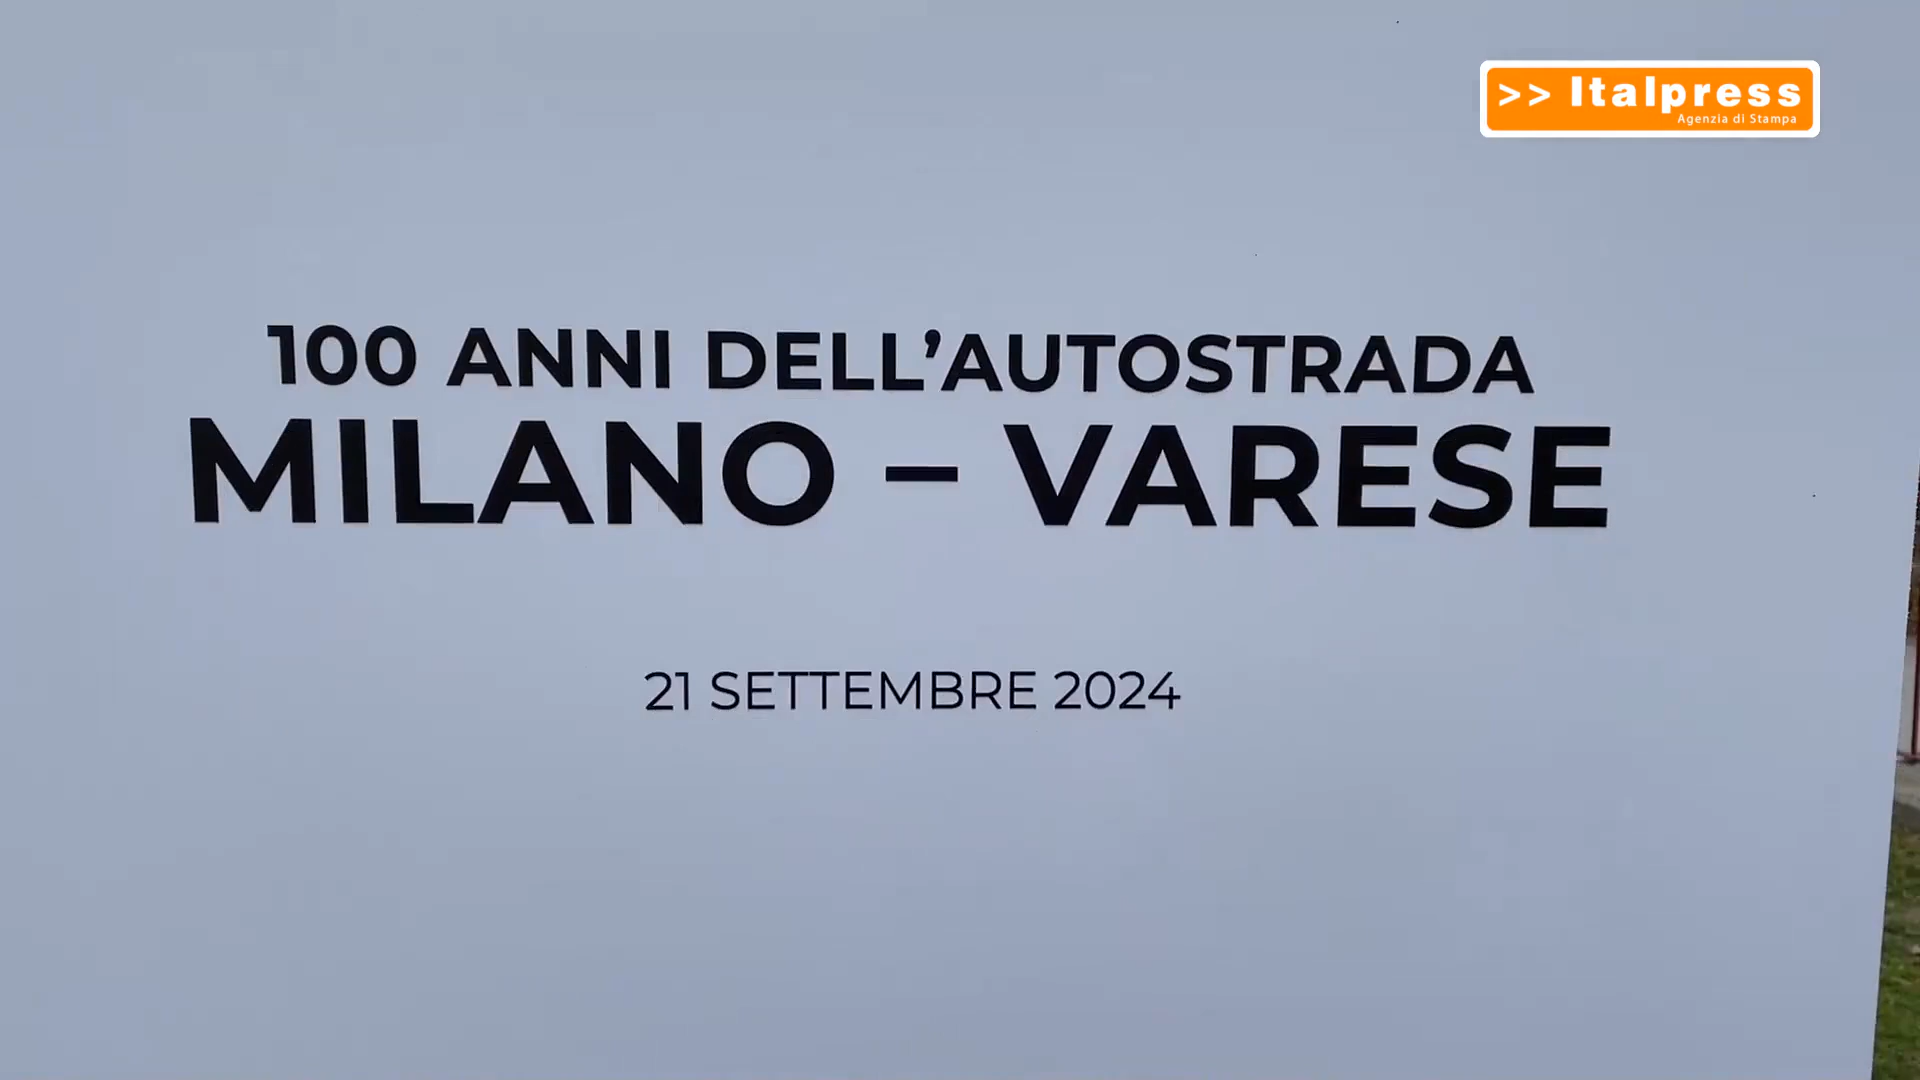 >> Italpress
Agenzia di Stampa
100 ANNI DELL’AUTOSTRADA
MILANO – VARESE
21 SETTEMBRE 2024